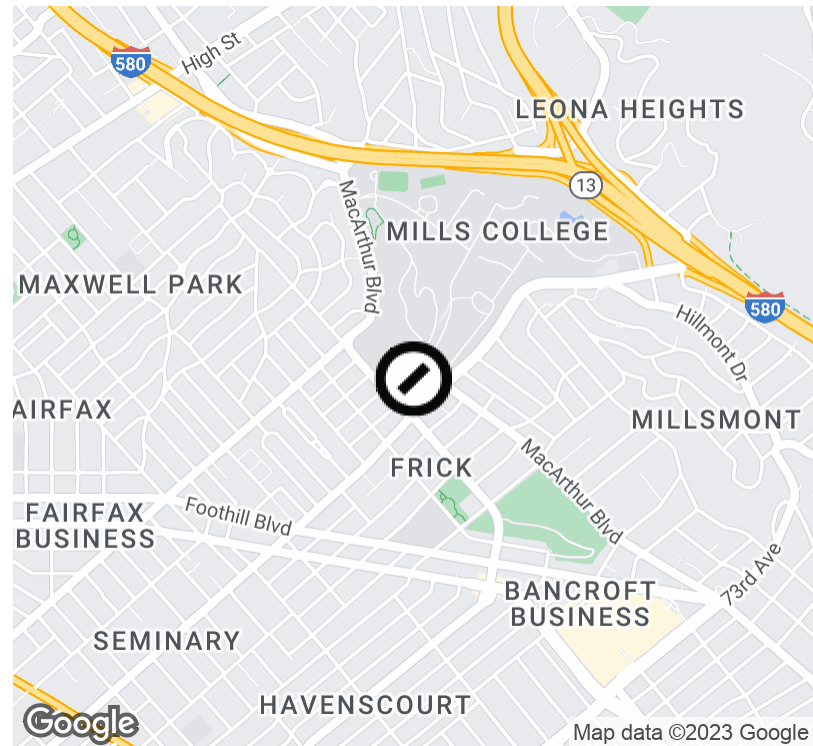 580
High St
LEONA HEIGHTS
13
MacArthur Blvd
MILLS COLLEGE
MAXWELL PARK
580
Hillmont Dr
AIRFAX
MILLSMONT
FRICK
MacArthur Blvd
FAIRFAX
BUSINESS
Foothill Blvd
73rd Ave
BANCROFT
BUSINESS
SEMINARY
HAVENSCOURT
Google
Map data ©2023 Google